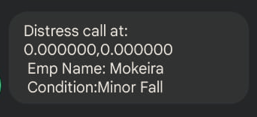 Distress call at:
0.000000,0.000000
Emp Name: Mokeira
Condition:Minor Fall